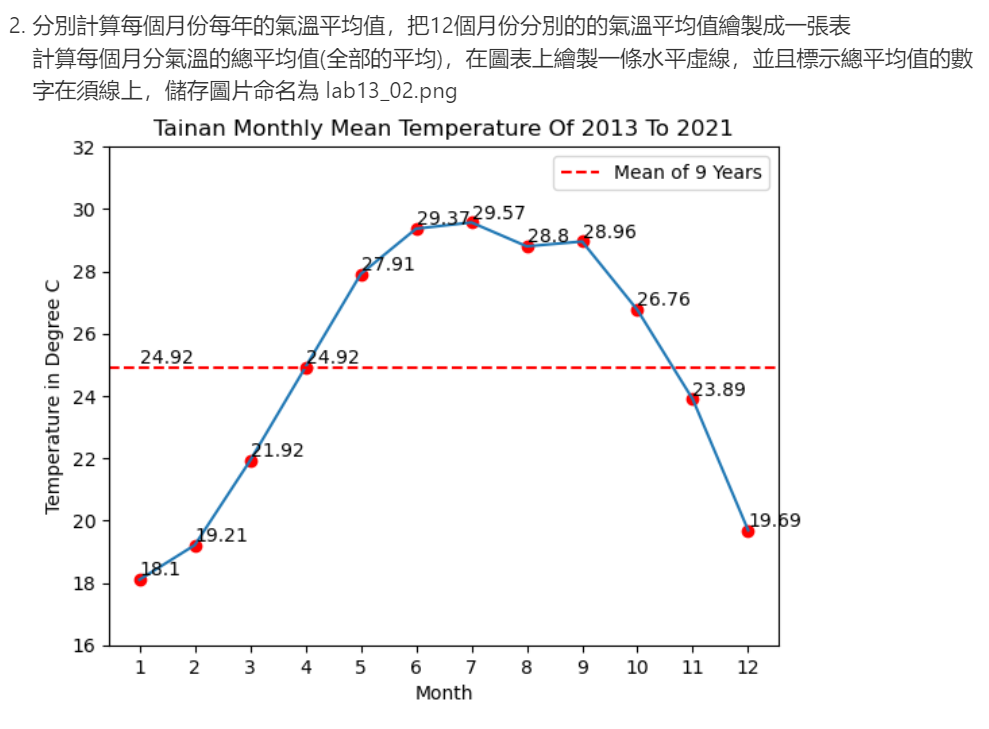 2. 分別計算每個月份每年的氣溫平均值，把12個月份分別的的氣溫平均值繪製成一張表
計算每個月分氣溫的總平均值(全部的平均)，在圖表上繪製一條水平虛線，並且標示總平均值的數
字在須線上，儲存圖片命名為 lab13_02.png
Tainan Monthly Mean Temperature Of 2013 To 2021
Mean of 9 Years
Temperature in Degree C
32
30
28
26
24
22
20
18
16
18.1
19.21
21.92
24.92
24.92
27.91
29.37
29.57
28.8
28.96
26.76
23.89
19.69
1 2 3 4 5 6 7 8 9 10 11 12
Month